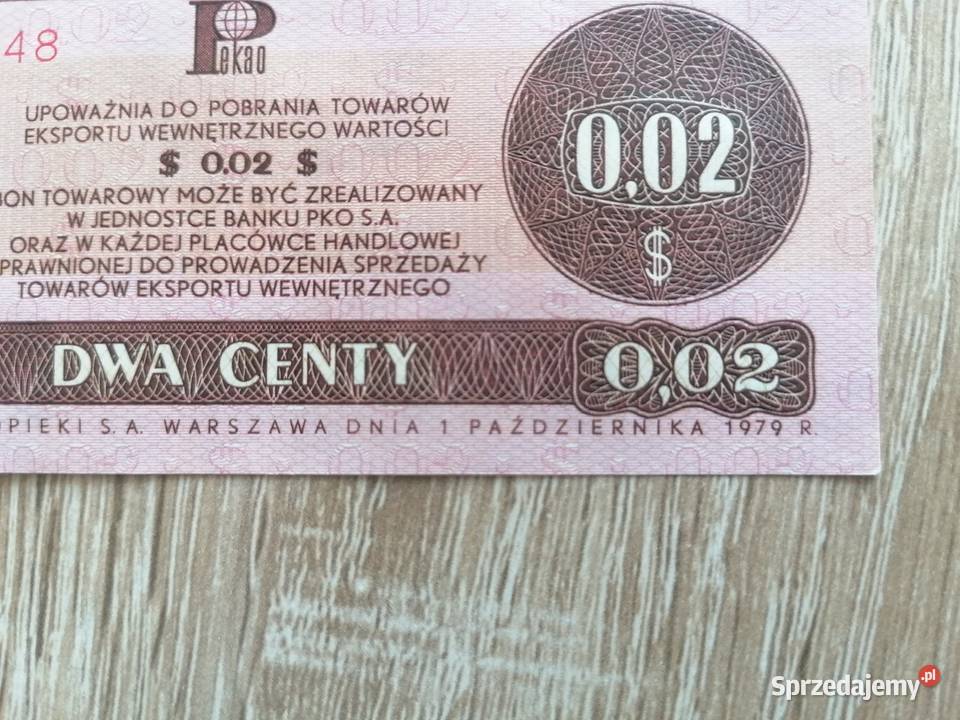 48
Pekao
UPOWAŻNIA DO POBRANIA TOWARÓW
EKSPORTU WEWNĘTRZNEGO WARTOŚCI
$ 0.02 $
BON TOWAROWY MOŻE BYĆ ZREALIZOWANY
W JEDNOSTCE BANKU PKO S.A.
ORAZ W KAŻDEJ PLACÓWCE HANDLOWEJ
PRAWNIONEJ DO PROWADZENIA SPRZEDAŻY
TOWARÓW EKSPORTU WEWNĘTRZNEGO
0,02
$
DWA CENTY
0,02
OPIEKI S.A. WARSZAWA DNIA 1 PAŹDZIERNIKA 1979 R.
Sprzedajemy.pl